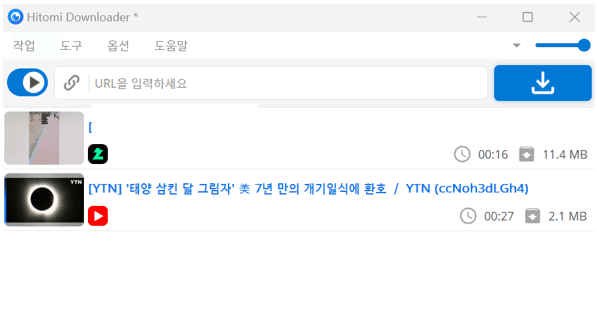 Hitomi Downloader *
작업 도구 옵션 도움말
URL을 입력하세요
[
00:16 11.4 MB
YTN
[YTN] '태양 삼킨 달 그림자' 美 7년 만의 개기일식에 환호 / YTN (ccNoh3dLGh4)
00:27 2.1 MB